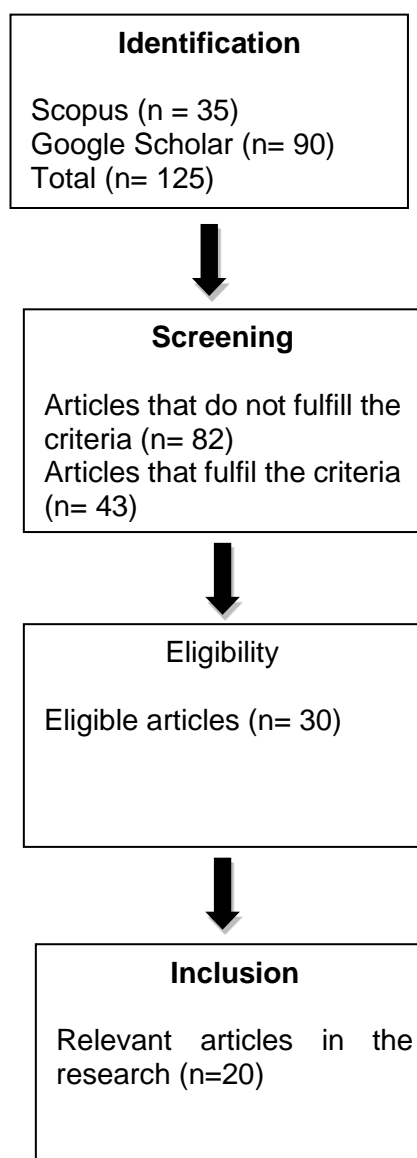 Identification
Scopus (n = 35)
Google Scholar (n= 90)
Total (n= 125)
Screening
Articles that do not fulfill the
criteria (n= 82)
Articles that fulfil the criteria
(n= 43)
Eligibility
Eligible articles (n= 30)
Inclusion
Relevant articles in the
research (n=20)